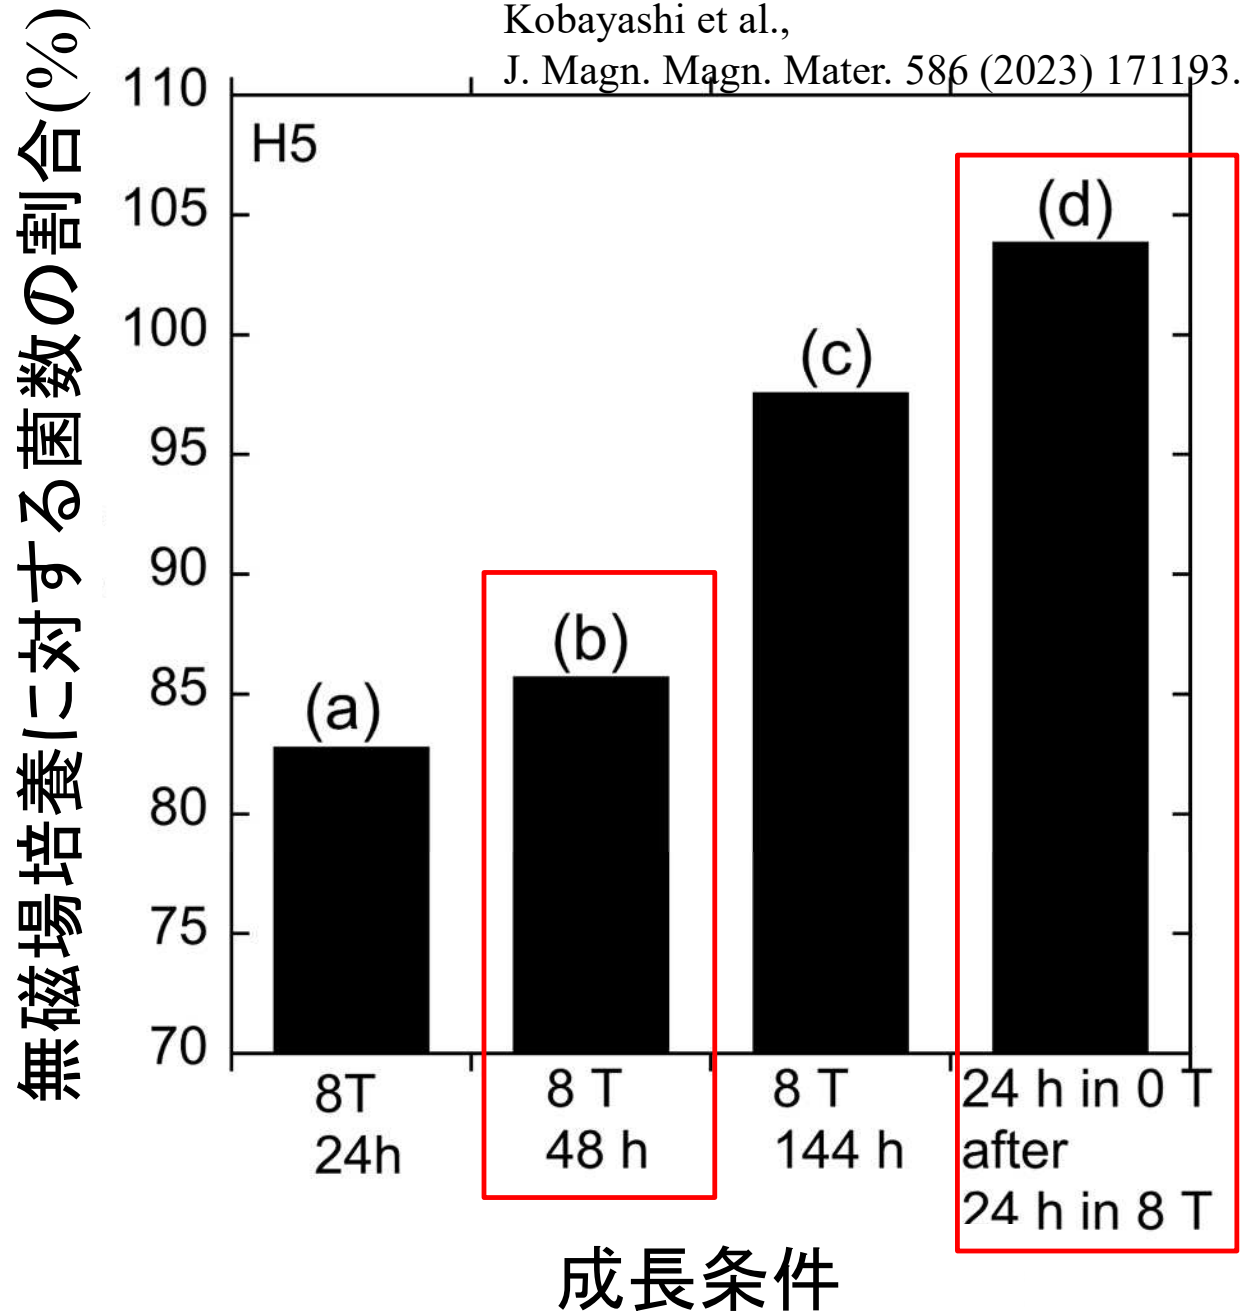 Kobayashi et al.,
J. Magn. Magn. Mater. 586 (2023) 171193.
無磁場培養に対する菌数の割合(%)
110
105
100
95
90
85
80
75
70
H5
(a)
(b)
(c)
(d)
8T
24h
8 T
48 h
8 T
144 h
24 h in 0 T
after
24 h in 8 T
成長条件